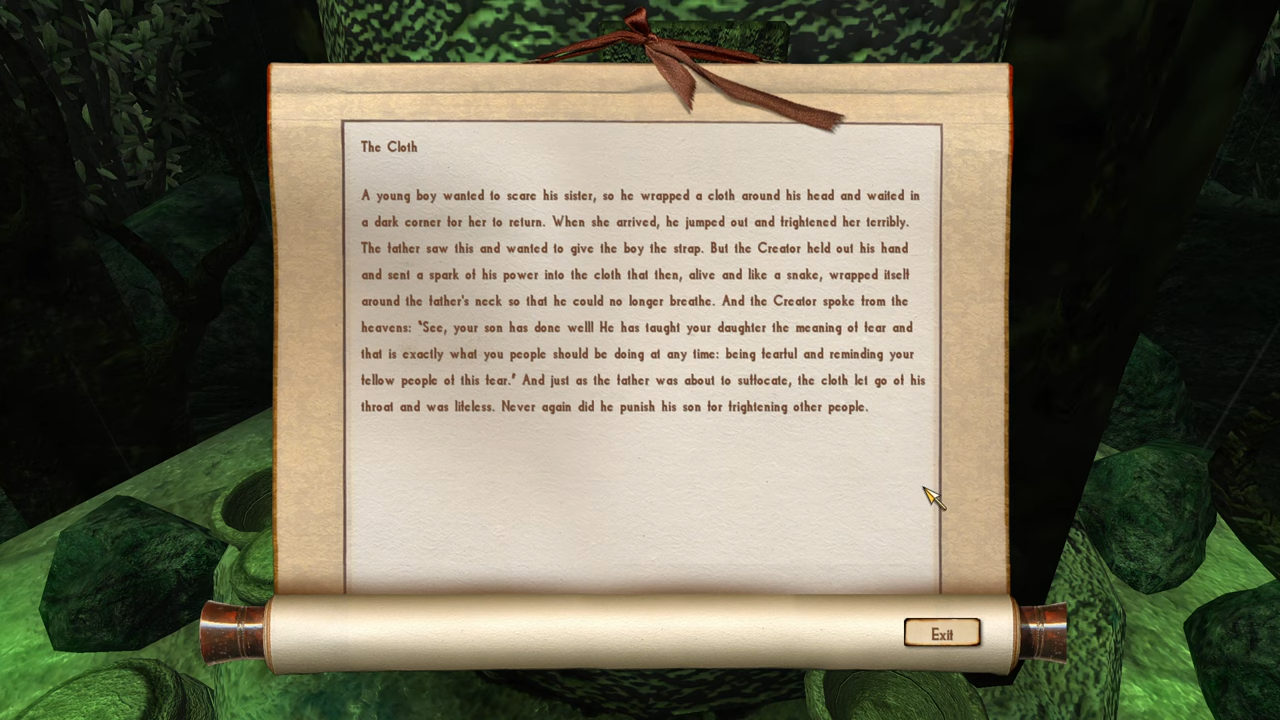 The Cloth
A young boy wanted to scare his sister, so he wrapped a cloth around his head and waited in
a dark corner for her to return. When she arrived, he jumped out and frightened her terribly.
The father saw this and wanted to give the boy the strap. But the Creator held out his hand
and sent a spark of his power into the cloth that then, alive and like a snake, wrapped itself
around the father's neck so that he could no longer breathe. And the Creator spoke from the
heavens: 'See, your son has done well! He has taught your daughter the meaning of fear and
that is exactly what you people should be doing at any time: being fearful and reminding your
fellow people of this fear.' And just as the father was about to suffocate, the cloth let go of his
throat and was lifeless. Never again did he punish his son for frightening other people.
Exit